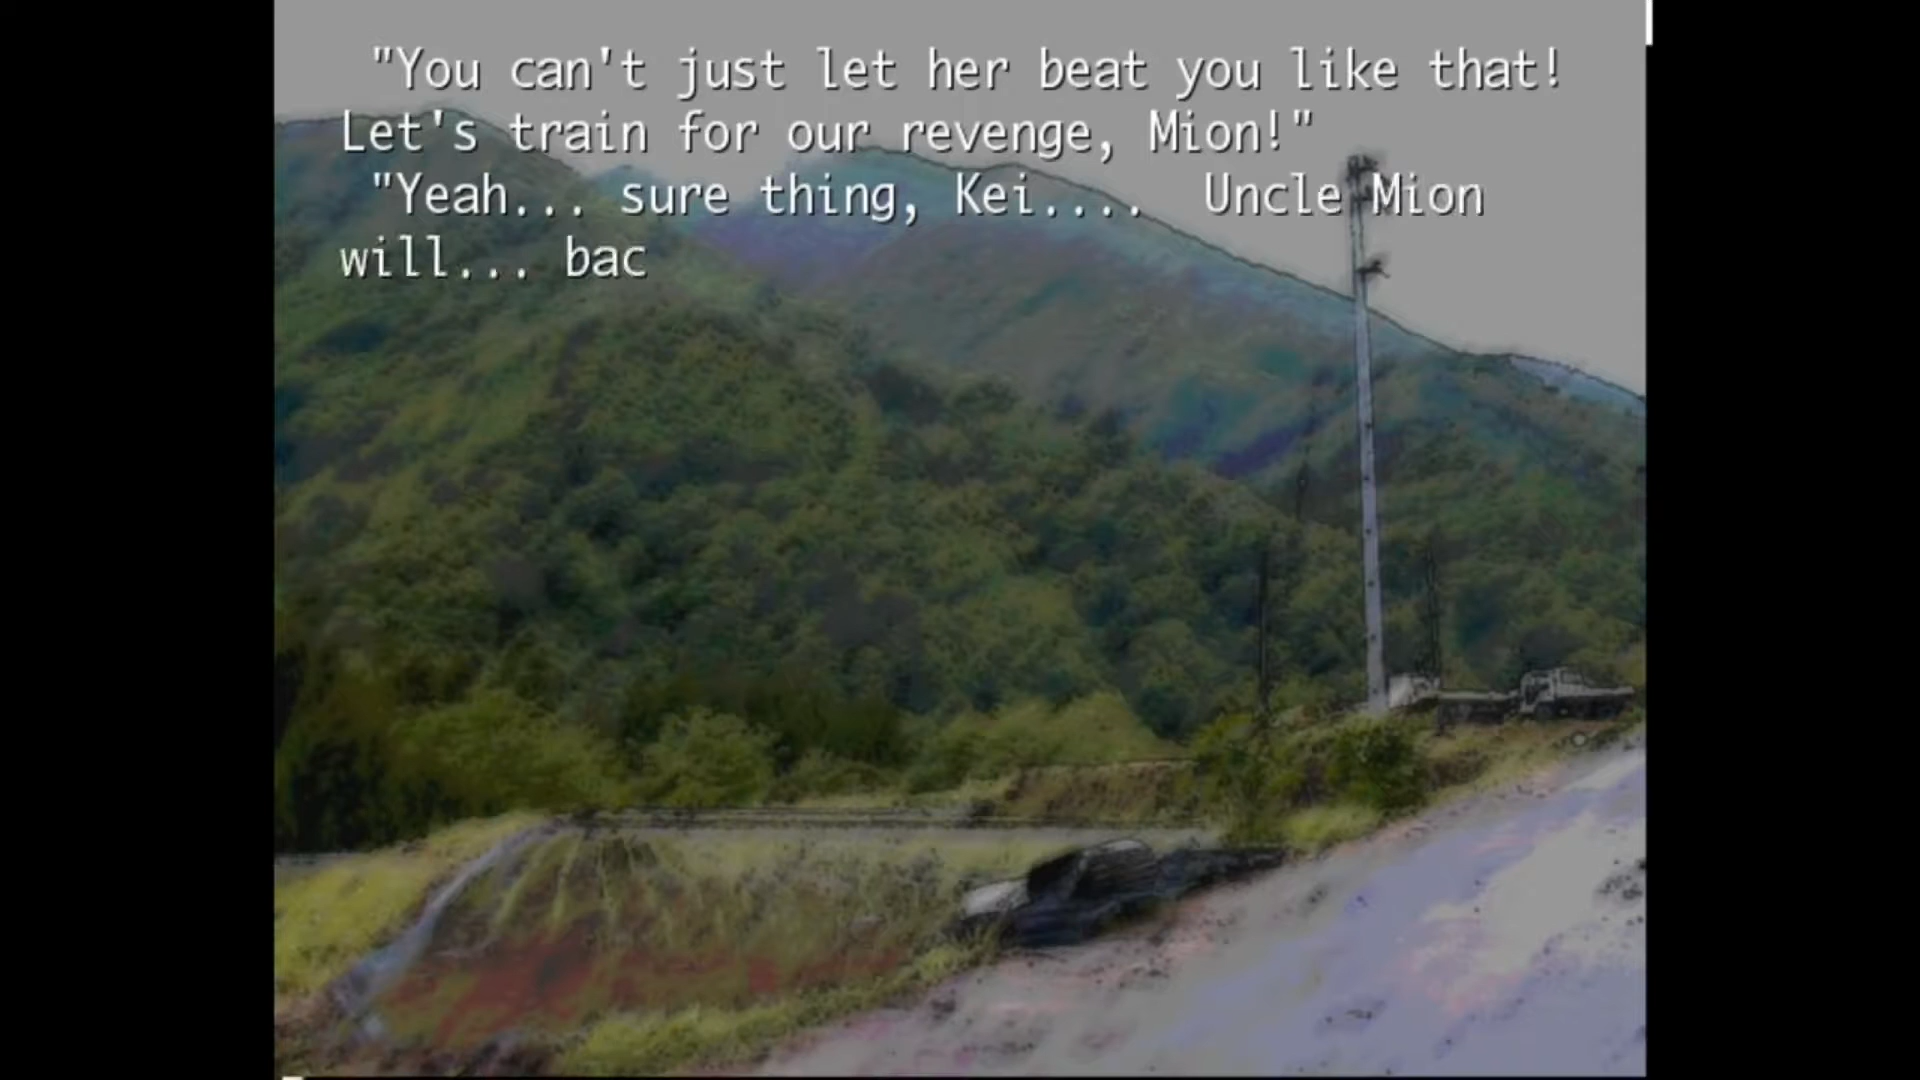 "You can't just let her beat you like that!
Let's train for our revenge, Mion!"
"Yeah... sure thing, Kei....  Uncle Mion
will... bac